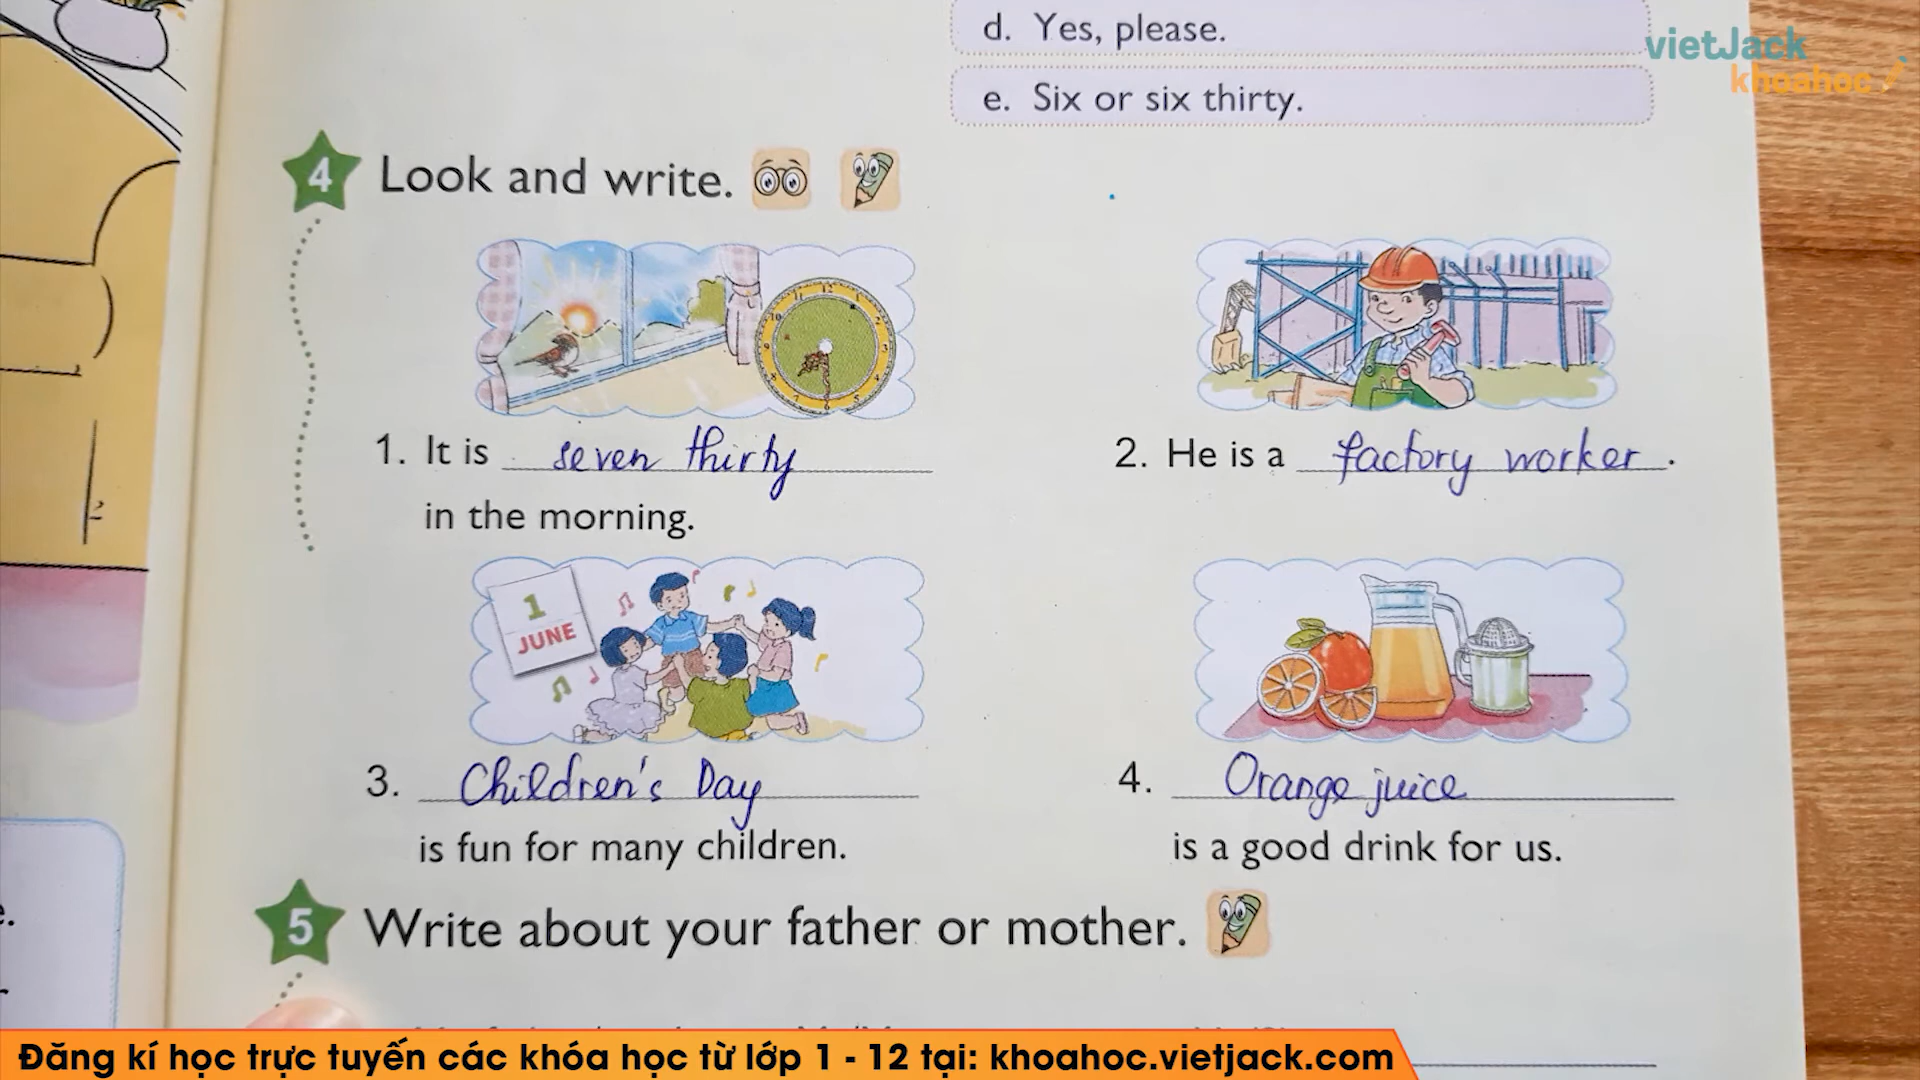 d. Yes, please.
vietJack
khoahoc
e. Six or six thirty.
4 Look and write.
1. It is seven thirty
in the morning.
2. He is a factory worker.
1
JUNE
3. Children's Day
is fun for many children.
4. Orange juice
is a good drink for us.
5 Write about your father or mother.
Đăng kí học trực tuyến các khóa học từ lớp 1 - 12 tại: khoahoc.vietjack.com